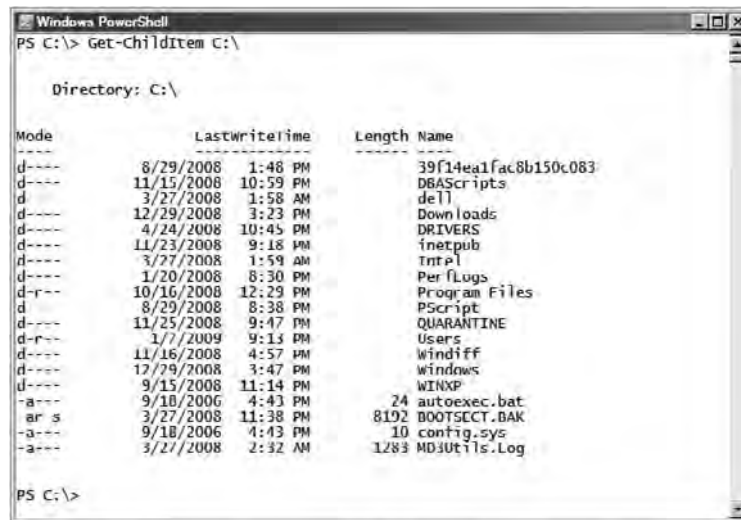 Windows PowerShell
PS C:\> Get-ChildItem C:\
Directory: C:\
Mode LastWriteTime Length Name
---- ------------- ------ ----
d---- 8/29/2008 1:48 PM 39f14ea1fac8b150c083
d---- 11/15/2008 10:59 PM DBAScripts
d 3/27/2008 1:58 AM dell
d---- 12/29/2008 3:23 PM Downloads
d---- 4/24/2008 10:45 PM DRIVERS
d---- 11/23/2008 9:18 PM inetpub
d---- 3/27/2008 1:59 AM Intel
d---- 1/20/2008 8:30 PM PerfLogs
d-r-- 10/16/2008 12:29 PM Program Files
d 8/29/2008 8:38 PM PScript
d---- 11/25/2008 9:47 PM QUARANTINE
d-r-- 1/7/2009 9:13 PM Users
d---- 11/16/2008 4:57 PM Windiff
d---- 12/29/2008 3:47 PM Windows
d---- 9/15/2008 11:14 PM WINXP
-a--- 9/18/2006 4:43 PM 24 autoexec.bat
ar s 3/27/2008 11:38 PM 8192 BOOTSECT.BAK
-a--- 9/18/2006 4:43 PM 10 config.sys
-a--- 3/27/2008 2:32 AM 1283 MD3Utils.Log
PS C:\>